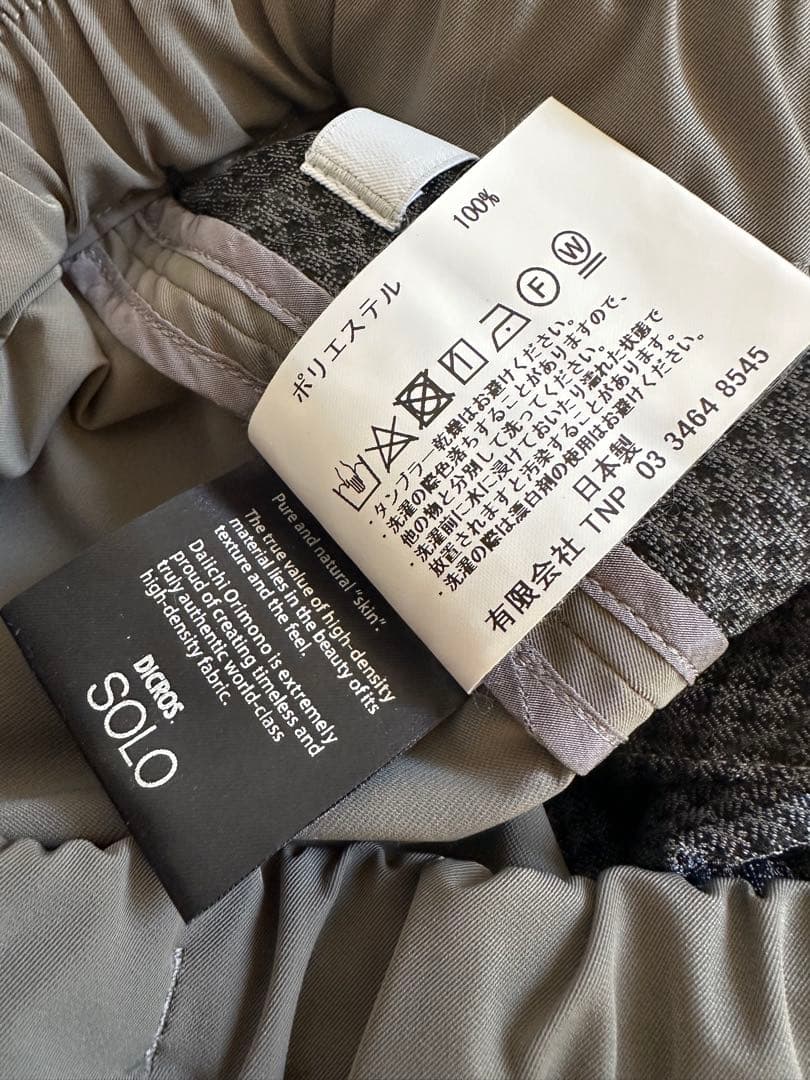 ポリエステル 100%
F W
・タンブラー乾燥はお避けください。
・洗濯の際色落ちすることがありますので、
他の物と分別して洗ってください。
・洗濯前に水に浸けておいたり濡れた状態で
放置されますと汚染することがあります。
・洗濯の際は漂白剤の使用はお避けください。
日本製
有限会社 TNP 03 3464 8545
Pure and natural "skin".
The true value of high-density
material lies in the beauty of its
texture and the feel.
Daiichi Orimono is extremely
proud of creating timeless and
truly authentic world-class
high-density fabric.
DICROS
SOLO